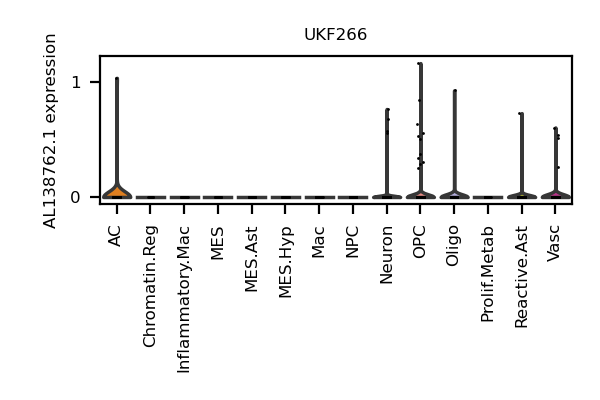 UKF266
AL138762.1 expression
1
0
AC
Chromatin.Reg
Inflammatory.Mac
MES
MES.Ast
MES.Hyp
Mac
NPC
Neuron
OPC
Oligo
Prolif.Metab
Reactive.Ast
Vasc